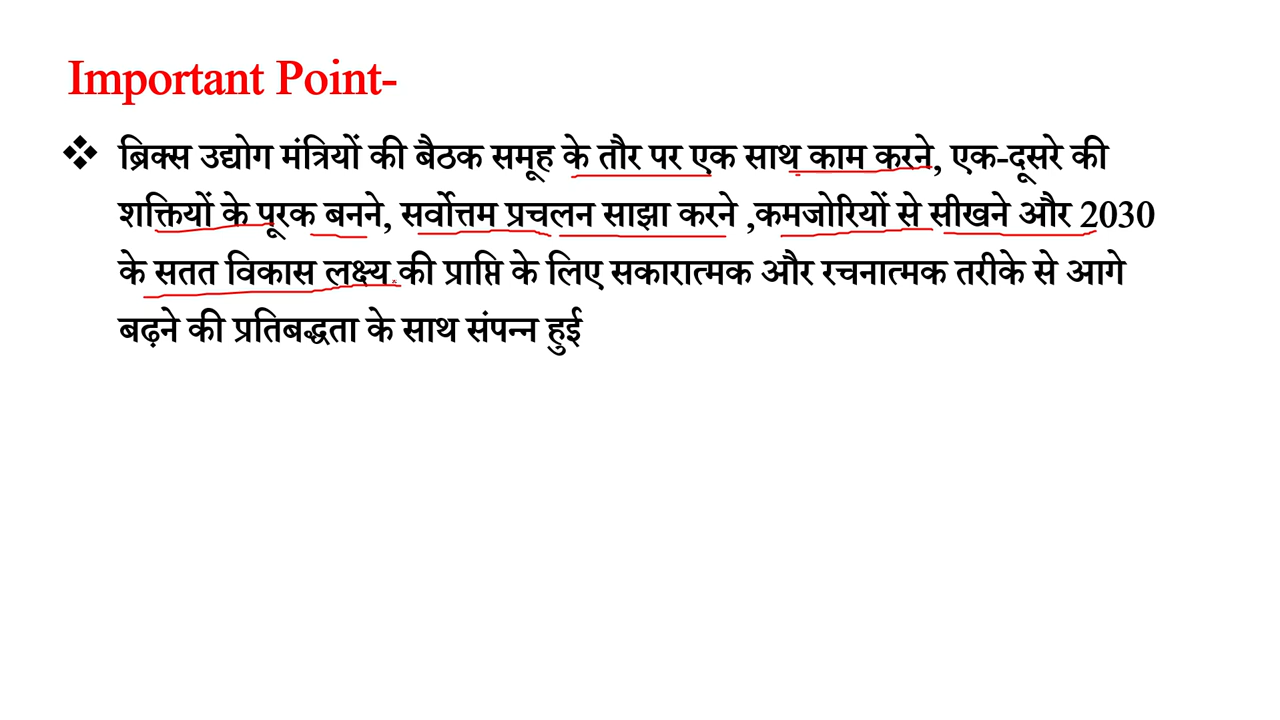 Important Point-
❖ ब्रिक्स उद्योग मंत्रियों की बैठक समूह के तौर पर एक साथ काम करने, एक-दूसरे की
शक्तियों के पूरक बनने, सर्वोत्तम प्रचलन साझा करने ,कमजोरियों से सीखने और 2030
के सतत विकास लक्ष्य की प्राप्ति के लिए सकारात्मक और रचनात्मक तरीके से आगे
बढ़ने की प्रतिबद्धता के साथ संपन्न हुई